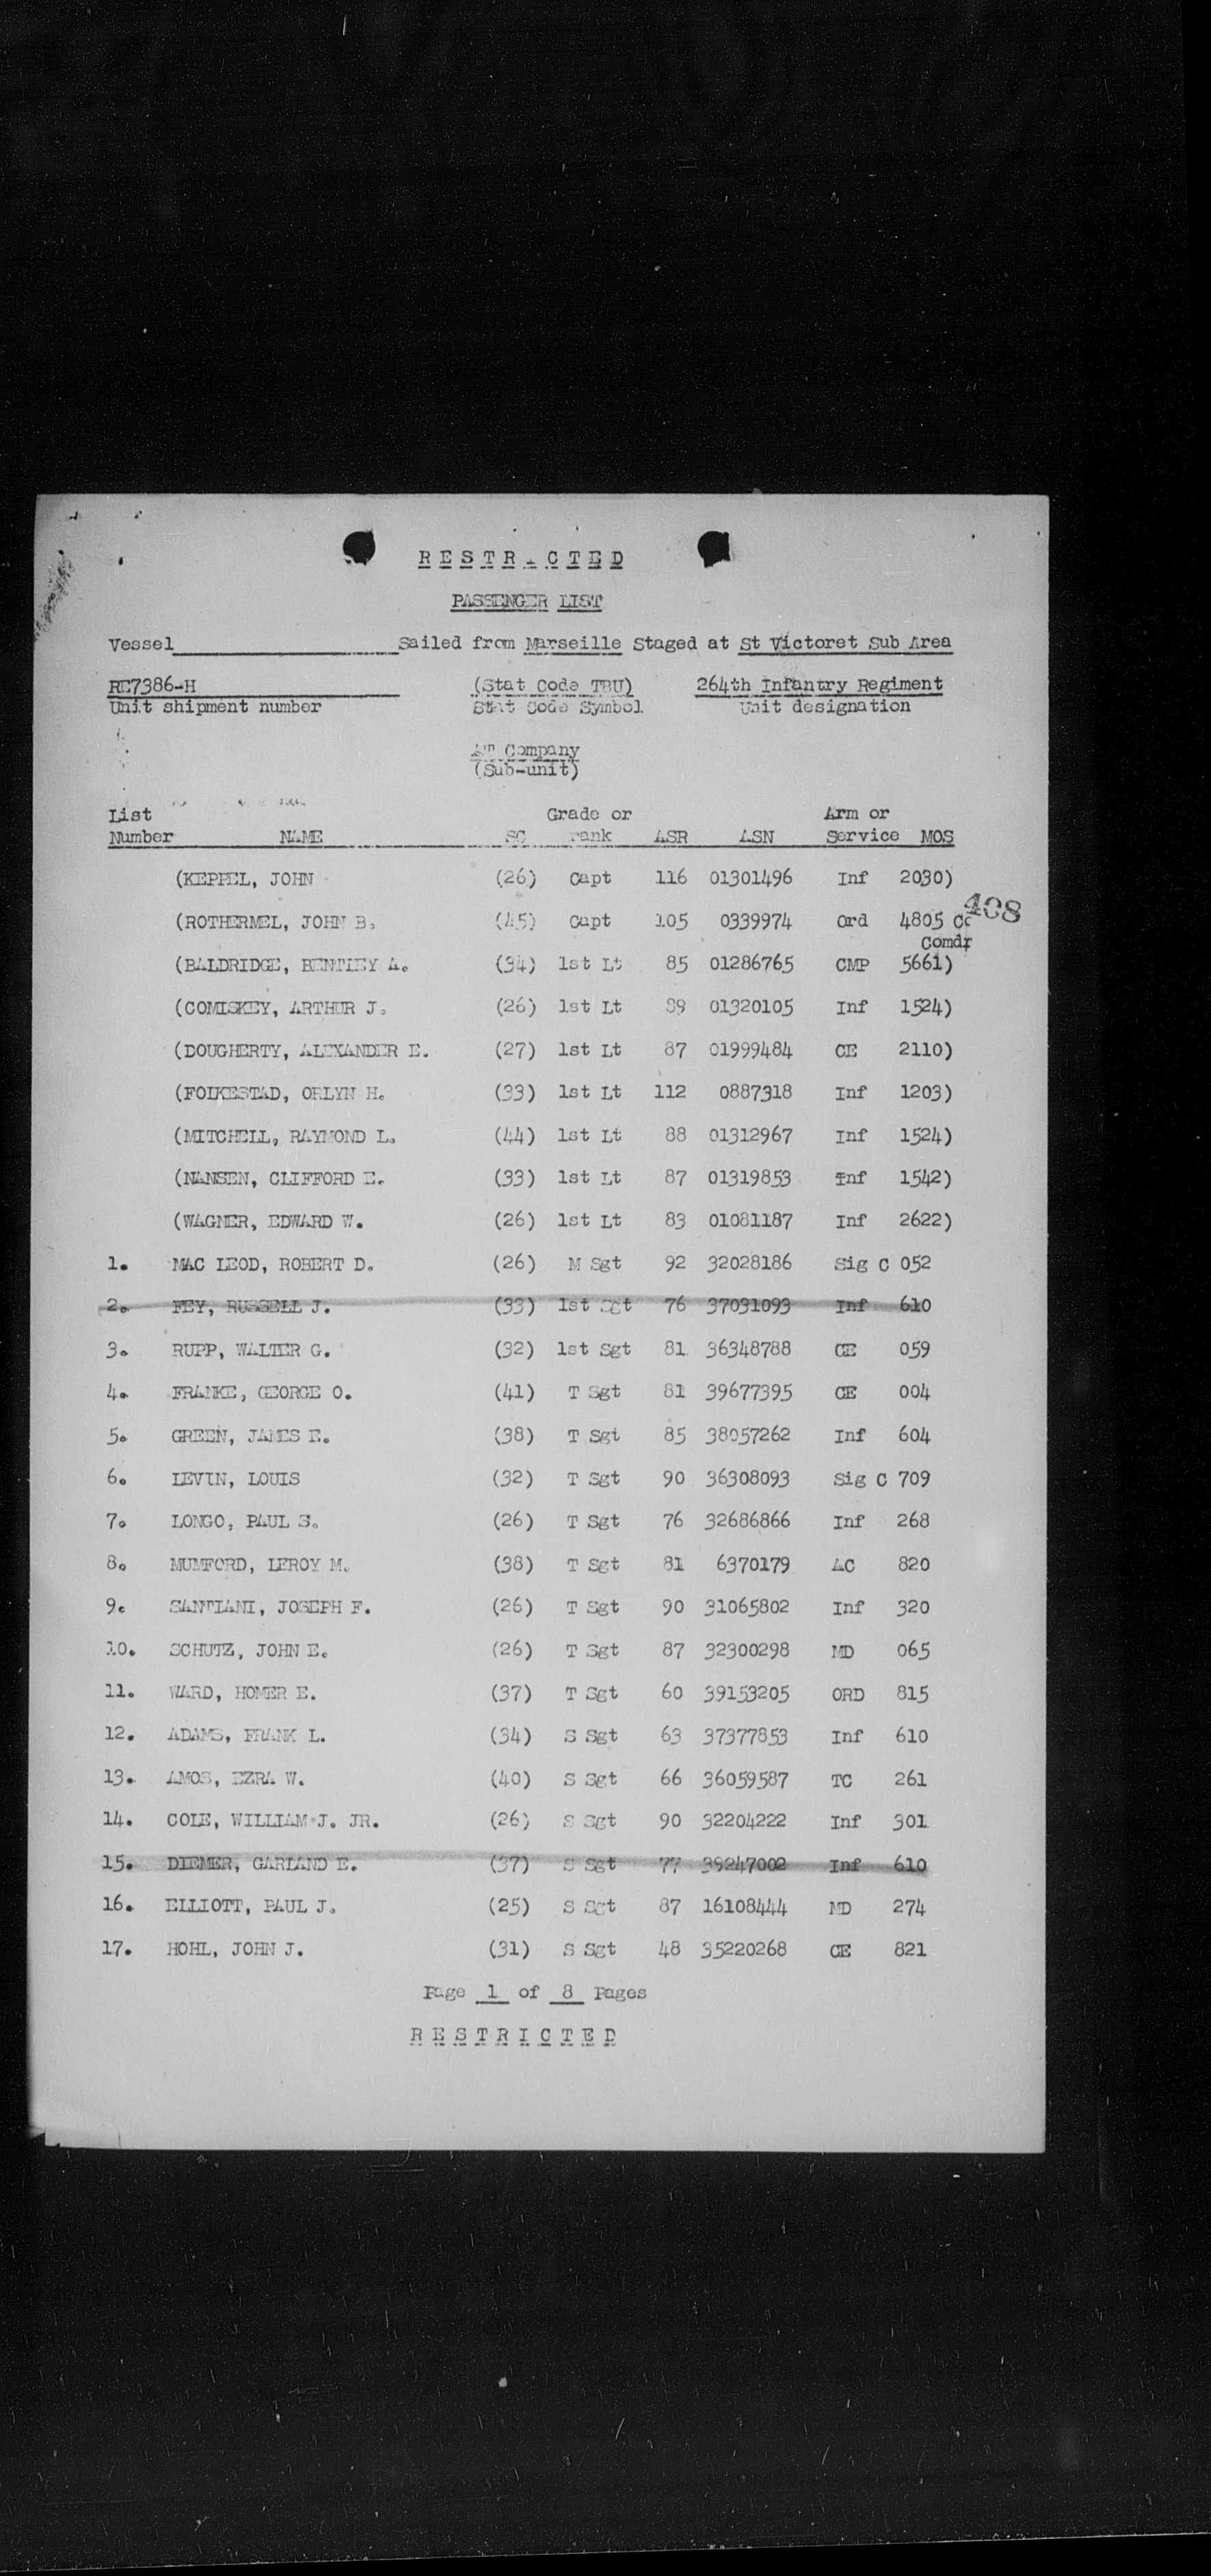 RESTRICTED
PASSENGER LIST
Vessel Sailed from Marseille Staged at St Victoret Sub Area
RE7386-H (Stat Code TBU) 264th Infantry Regiment
Unit shipment number Stat Code Symbol Unit designation
AT Company
(Sub-unit)
List Grade or Arm or
Number NAME SC rank ASR ASN Service MOS
(KEPPEL, JOHN (26) Capt 116 01301496 Inf 2030)
408
(ROTHERMEL, JOHN B. (45) Capt 105 0339974 Ord 4805 Co
Comdr
(BALDRIDGE, BENTLEY A. (34) 1st Lt 85 01286765 CMP 5661)
(COMISKEY, ARTHUR J. (26) 1st Lt 89 01320105 Inf 1524)
(DOUGHERTY, ALEXANDER E. (27) 1st Lt 87 01999484 CE 2110)
(FOLKESTAD, ORLYN H. (33) 1st Lt 112 0887318 Inf 1203)
(MITCHELL, RAYMOND L. (44) 1st Lt 88 01312967 Inf 1524)
(NANSEN, CLIFFORD E. (33) 1st Lt 87 01319853 Inf 1542)
(WAGNER, EDWARD W. (26) 1st Lt 83 01081187 Inf 2622)
1. MAC LEOD, ROBERT D. (26) M Sgt 92 32028186 Sig C 052
2. FEY, RUSSELL J. (33) 1st Sgt 76 37031093 Inf 610
3. RUPP, WALTER G. (32) 1st Sgt 81 36348788 CE 059
4. FRANKE, GEORGE O. (41) T Sgt 81 39677395 CE 004
5. GREEN, JAMES E. (38) T Sgt 85 38057262 Inf 604
6. LEVIN, LOUIS (32) T Sgt 90 36308093 Sig C 709
7. LONGO, PAUL S. (26) T Sgt 76 32686866 Inf 268
8. MUMFORD, LEROY M. (38) T Sgt 81 6370179 AC 820
9. SANTIANI, JOSEPH F. (26) T Sgt 90 31065802 Inf 320
10. SCHUTZ, JOHN E. (26) T Sgt 87 32300298 MD 065
11. WARD, HOMER E. (37) T Sgt 60 39153205 ORD 815
12. ADAMS, FRANK L. (34) S Sgt 63 37377853 Inf 610
13. AMOS, EZRA W. (40) S Sgt 66 36059587 TC 261
14. COLE, WILLIAM J. JR. (26) S Sgt 90 32204222 Inf 301
15. DIEMER, GARLAND E. (37) S Sgt 77 39247002 Inf 610
16. ELLIOTT, PAUL J. (25) S Sgt 87 16108444 MD 274
17. HOHL, JOHN J. (31) S Sgt 48 35220268 CE 821
Page 1 of 8 Pages
RESTRICTED